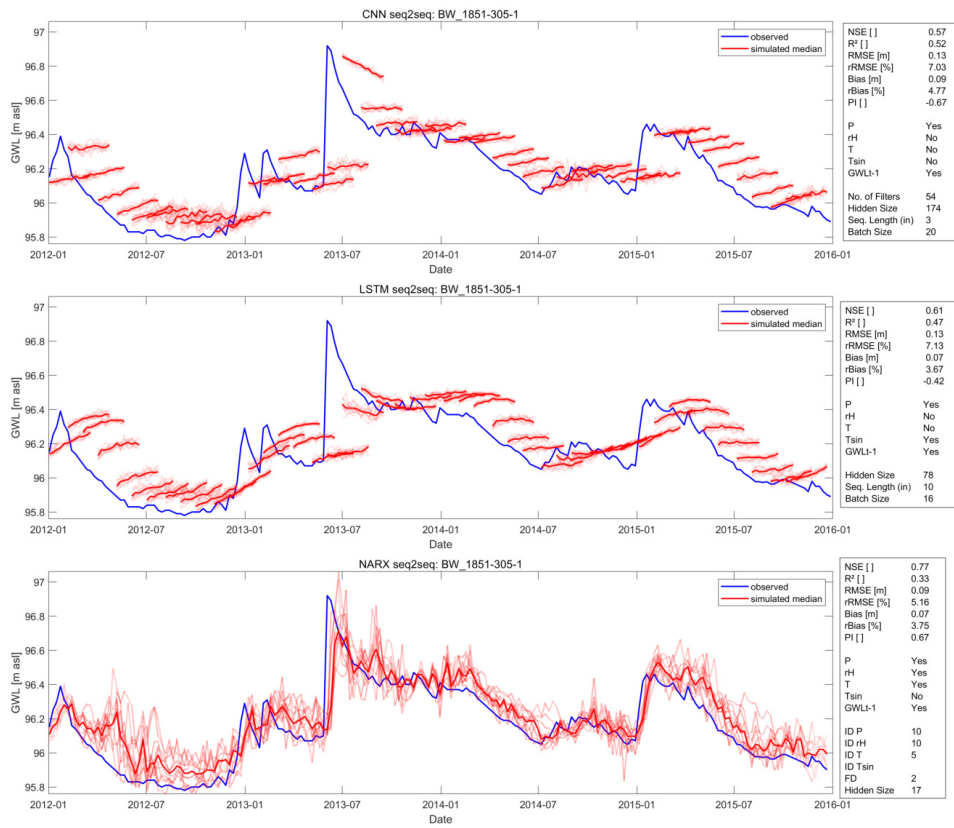 CNN seq2seq: BW_1851-305-1
97
96.8
96.6
96.4
96.2
96
95.8
GWL [m asl]
observed
simulated median
2012-01 2012-07 2013-01 2013-07 2014-01 2014-07 2015-01 2015-07 2016-01
Date
NSE [ ] 0.57
R² [ ] 0.52
RMSE [m] 0.13
rRMSE [%] 7.03
Bias [m] 0.09
rBias [%] 4.77
PI [ ] -0.67
P Yes
rH No
T No
Tsin No
GWLt-1 Yes
No. of Filters 54
Hidden Size 174
Seq. Length (in) 3
Batch Size 20
LSTM seq2seq: BW_1851-305-1
97
96.8
96.6
96.4
96.2
96
95.8
GWL [m asl]
observed
simulated median
2012-01 2012-07 2013-01 2013-07 2014-01 2014-07 2015-01 2015-07 2016-01
Date
NSE [ ] 0.61
R² [ ] 0.47
RMSE [m] 0.13
rRMSE [%] 7.13
Bias [m] 0.07
rBias [%] 3.67
PI [ ] -0.42
P Yes
rH No
T No
Tsin Yes
GWLt-1 Yes
Hidden Size 78
Seq. Length (in) 10
Batch Size 16
NARX seq2seq: BW_1851-305-1
97
96.8
96.6
96.4
96.2
96
95.8
GWL [m asl]
observed
simulated median
2012-01 2012-07 2013-01 2013-07 2014-01 2014-07 2015-01 2015-07 2016-01
Date
NSE [ ] 0.77
R² [ ] 0.33
RMSE [m] 0.09
rRMSE [%] 5.16
Bias [m] 0.07
rBias [%] 3.75
PI [ ] 0.67
P Yes
rH Yes
T Yes
Tsin No
GWLt-1 Yes
ID P 10
ID rH 10
ID T 5
ID Tsin
FD 2
Hidden Size 17